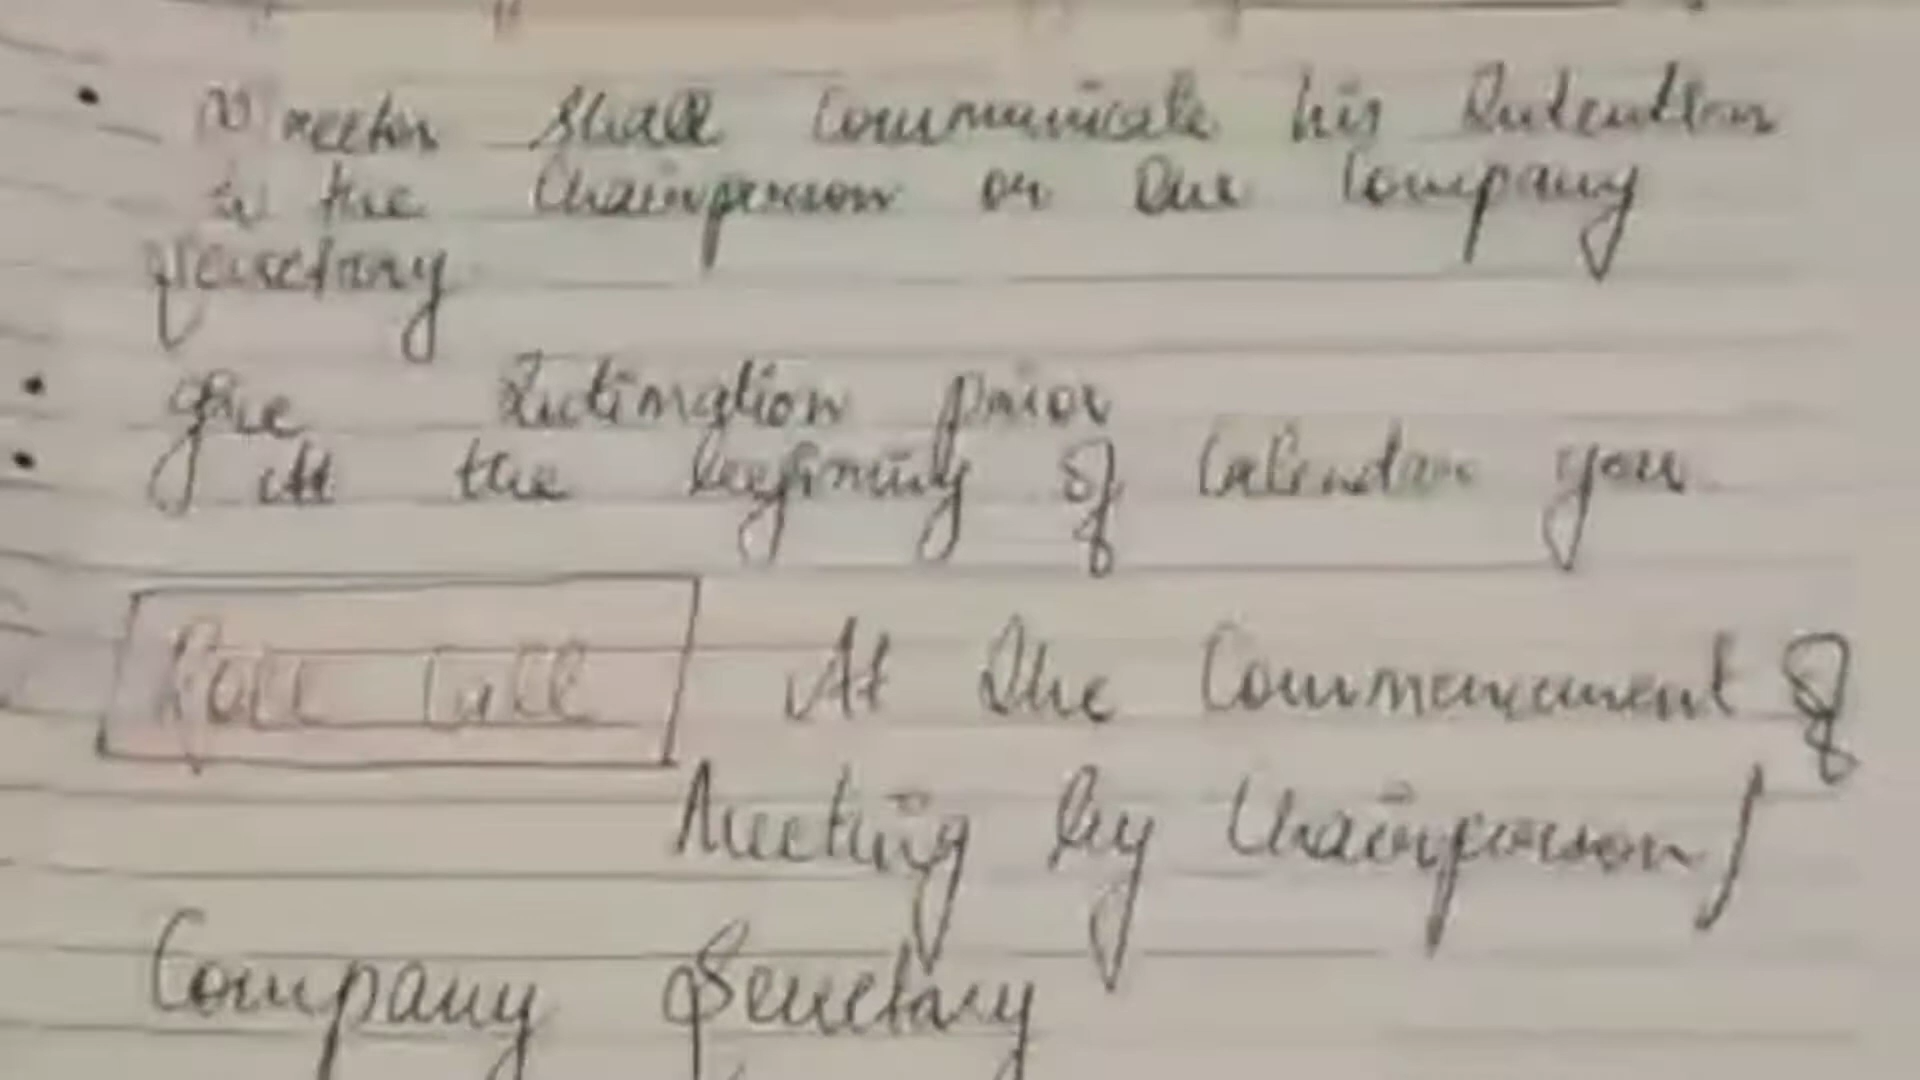 • Director shall Communicate his Intention
to the Chairperson or the Company
Secretary
• give Intimation prior
• At the beginning of Calendar year
Roll Call At the Commencement of
Meeting by Chairperson/
Company Secretary